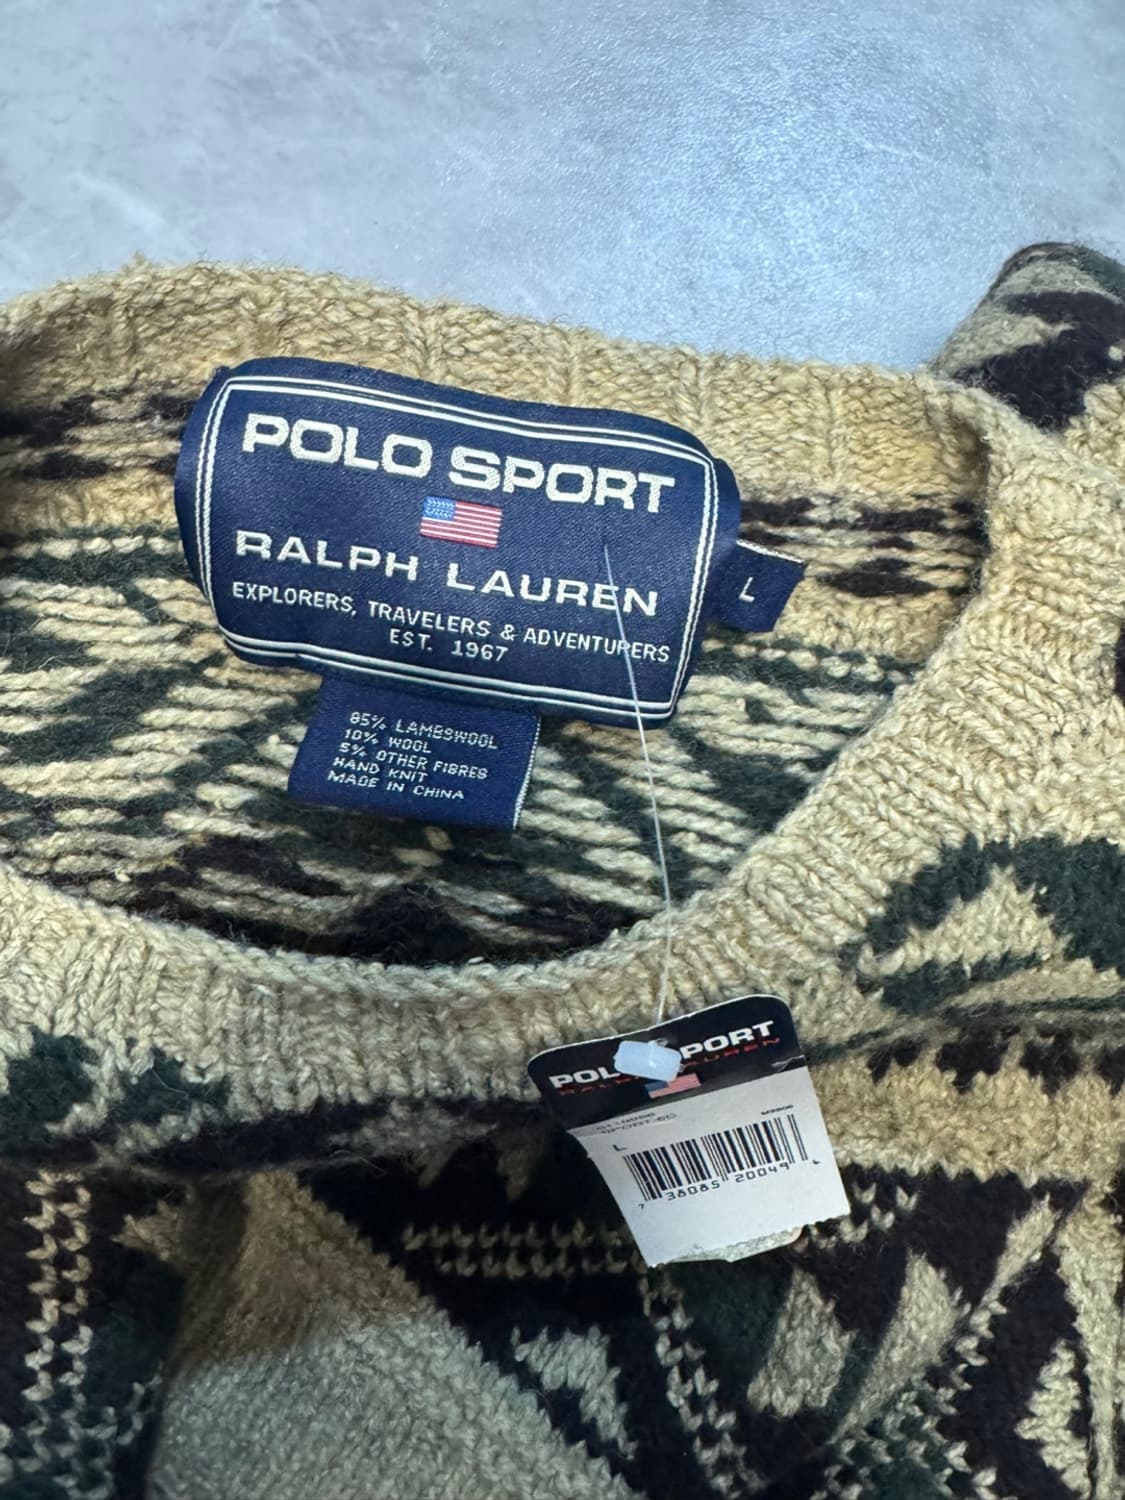 POLO SPORT
RALPH LAUREN
EXPLORERS, TRAVELERS & ADVENTURERS
EST. 1967
L
85% LAMBSWOOL
10% WOOL
5% OTHER FIBRES
HAND KNIT
MADE IN CHINA
POL SPORT
L
7 38085 20049 L